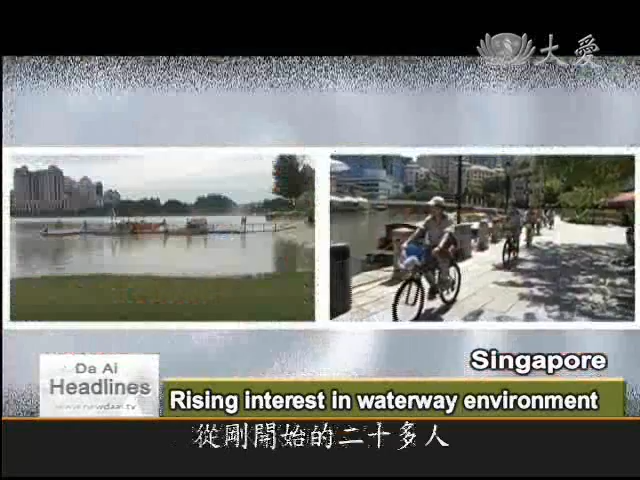 大愛
Singapore
Da Ai
Headlines
www.newdaai.tv
Rising interest in waterway environment
從剛開始的二十多人